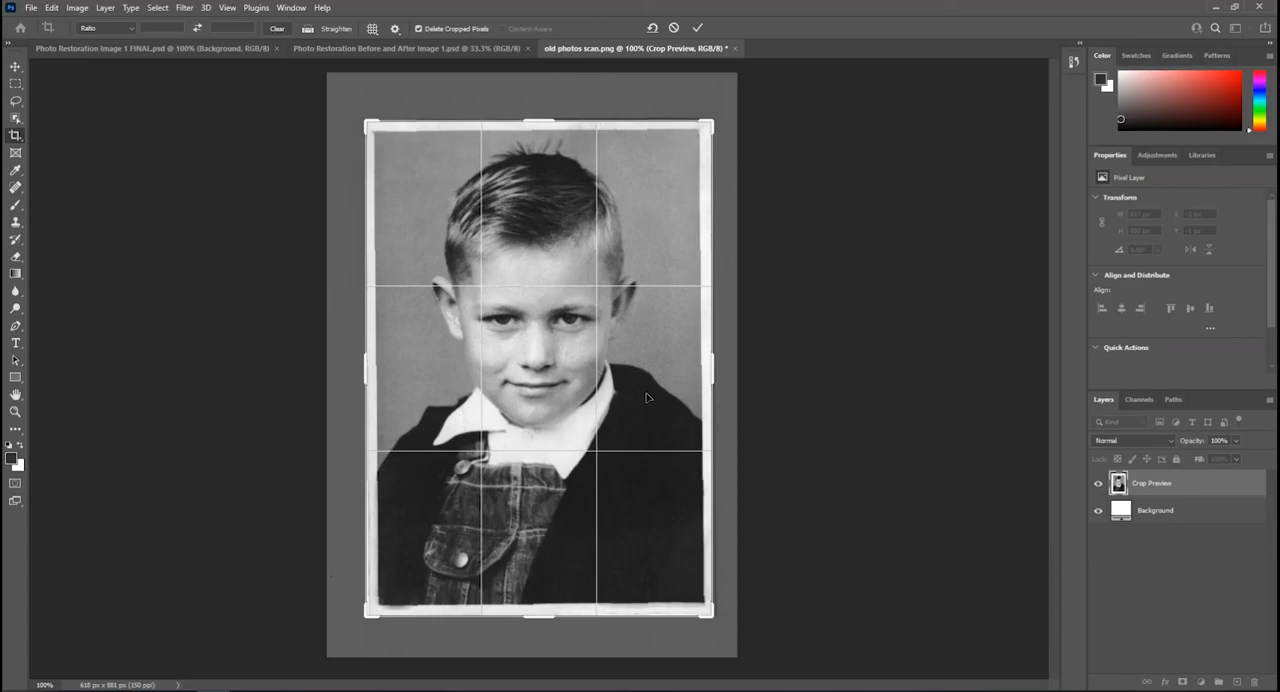 Ps File Edit Image Layer Type Select Filter 3D View Plugins Window Help
Ratio Clear Straighten Delete Cropped Pixels Content-Aware
Photo Restoration Image 1 FINAL.psd @ 100% (Background, RGB/8) × Photo Restoration Before and After Image 1.psd @ 33.3% (RGB/8) × old photos scan.png @ 100% (Crop Preview, RGB/8) * ×
Color Swatches Gradients Patterns
Properties Adjustments Libraries
Pixel Layer
Transform
W X
H Y
Align and Distribute
Align:
Quick Actions
Layers Channels Paths
Kind
Normal Opacity: 100%
Lock: Fill: 100%
Crop Preview
Background
100% 618 px x 881 px (150 ppi)